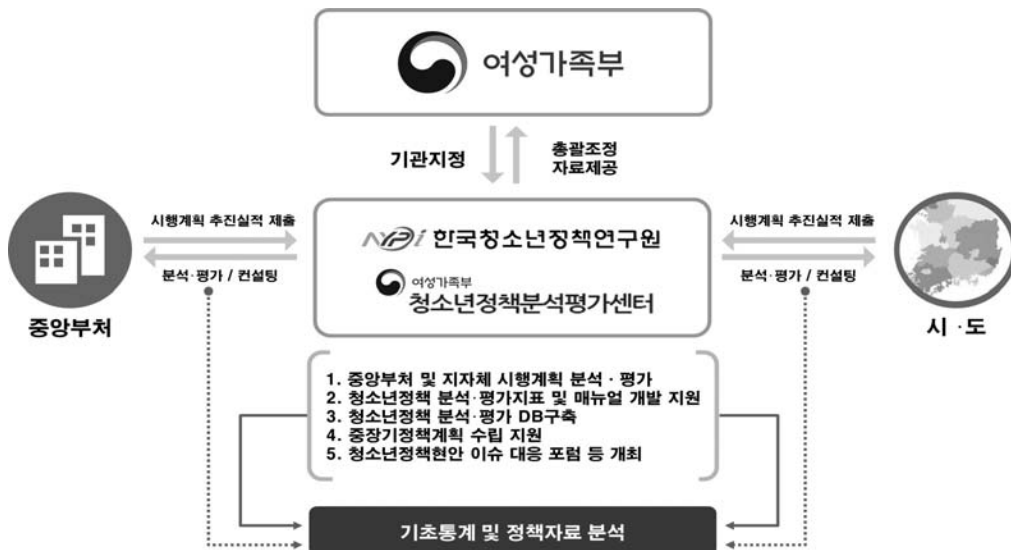 여성가족부
기관지정
총괄조정
자료제공
시행계획 추진실적 제출
분석·평가 / 컨설팅
중앙부처
NYPi 한국청소년정책연구원
여성가족부
청소년정책분석평가센터
시행계획 추진실적 제출
분석·평가 / 컨설팅
시·도
1. 중앙부처 및 지자체 시행계획 분석·평가
2. 청소년정책 분석·평가지표 및 매뉴얼 개발 지원
3. 청소년정책 분석·평가 DB구축
4. 중장기정책계획 수립 지원
5. 청소년정책현안 이슈 대응 포럼 등 개최
기초통계 및 정책자료 분석